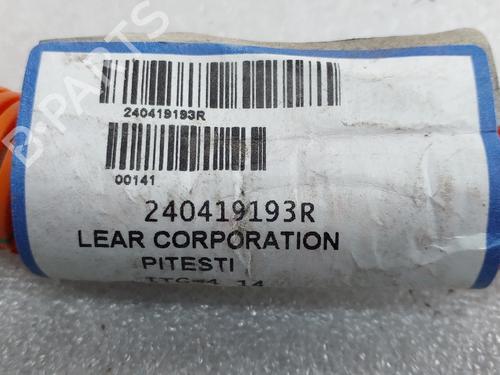 B-PARTS
240419193R
00141
240419193R
LEAR CORPORATION
PITESTI